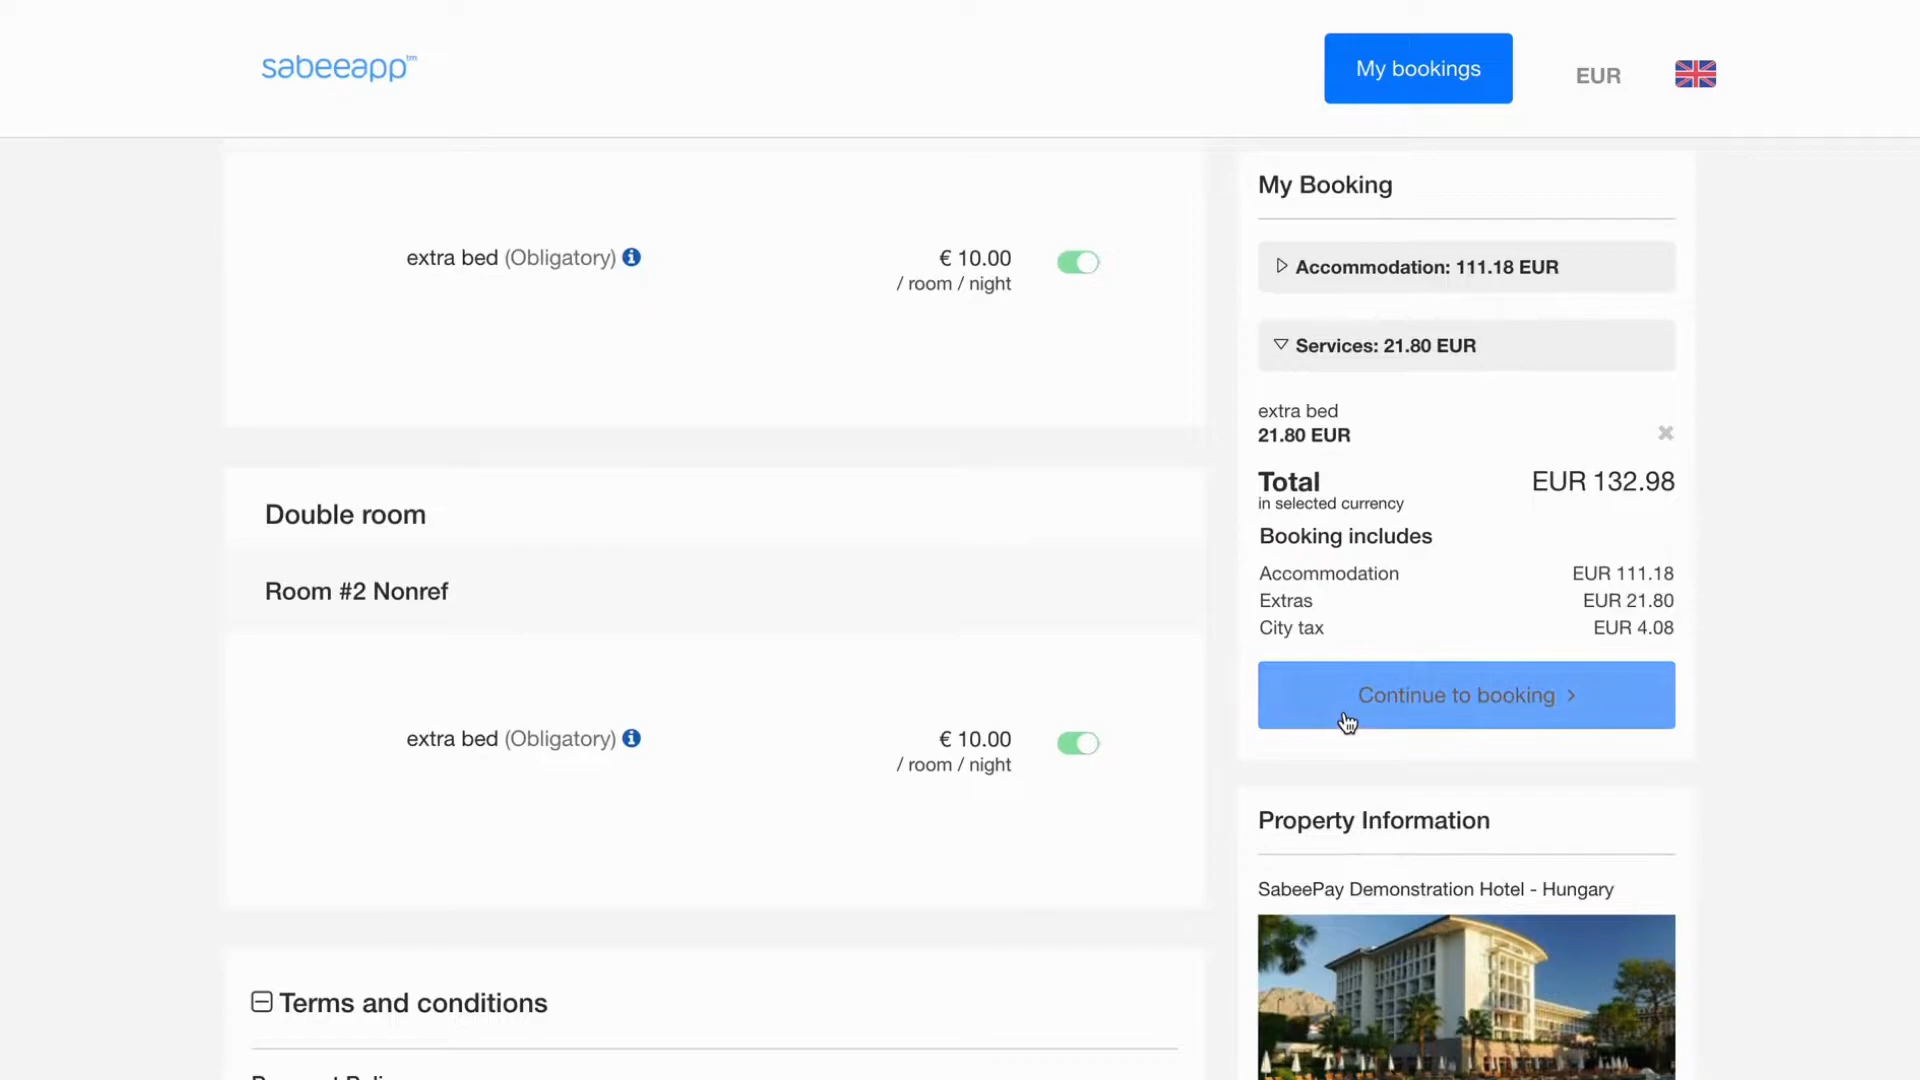 sabeeapp™
My bookings
EUR
extra bed (Obligatory)
€ 10.00
/ room / night
Double room
Room #2 Nonref
extra bed (Obligatory)
€ 10.00
/ room / night
Terms and conditions
My Booking
Accommodation: 111.18 EUR
Services: 21.80 EUR
extra bed
21.80 EUR
Total EUR 132.98
in selected currency
Booking includes
Accommodation EUR 111.18
Extras EUR 21.80
City tax EUR 4.08
Continue to booking >
Property Information
SabeePay Demonstration Hotel - Hungary